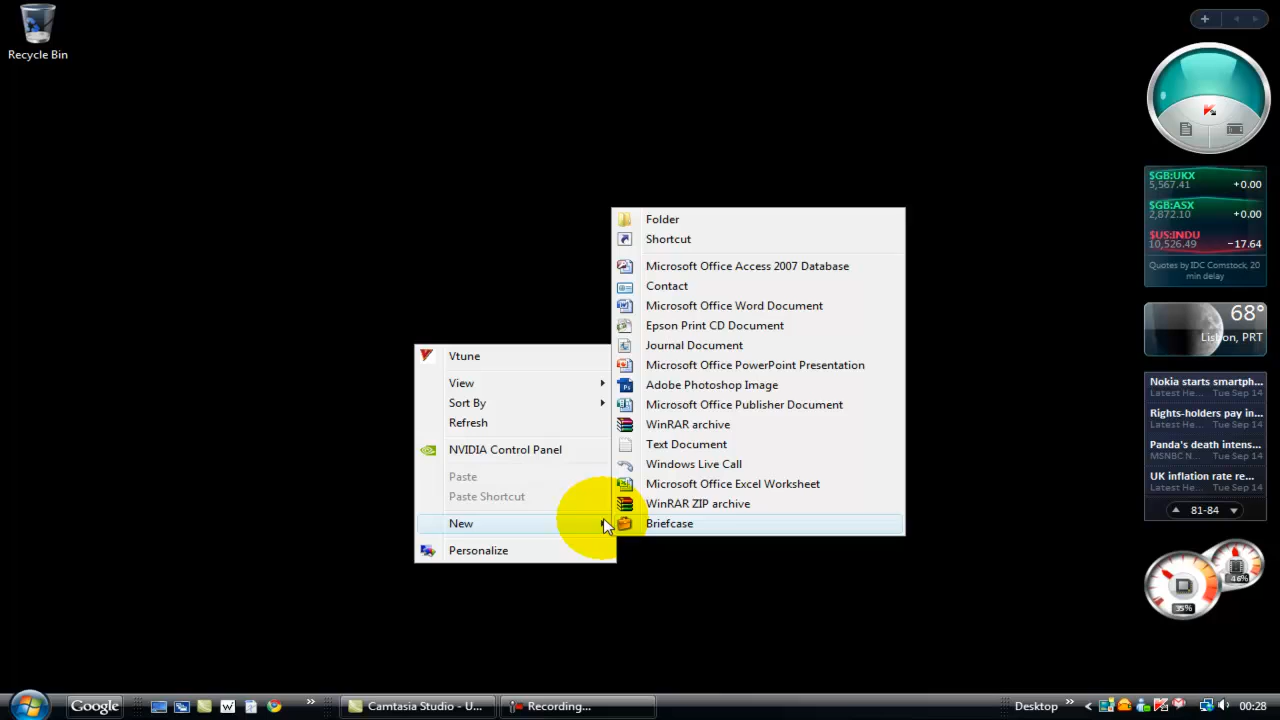 Recycle Bin
$GB:UKX
5,567.41 +0.00
$GB:ASX
2,872.10 +0.00
$US:INDU
10,526.49 −17.64
Quotes by IDC Comstock, 20
min delay
68°
Lisbon, PRT
Nokia starts smartph...
Latest He... Tue Sep 14
Rights-holders pay in...
Latest He... Tue Sep 14
Panda's death intens...
MSNBC N... Tue Sep 14
UK inflation rate re...
Latest He... Tue Sep 14
81-84
46%
35%
Folder
Shortcut
Microsoft Office Access 2007 Database
Contact
Microsoft Office Word Document
Epson Print CD Document
Journal Document
Microsoft Office PowerPoint Presentation
Adobe Photoshop Image
Microsoft Office Publisher Document
WinRAR archive
Text Document
Windows Live Call
Microsoft Office Excel Worksheet
WinRAR ZIP archive
Briefcase
Vtune
View
Sort By
Refresh
NVIDIA Control Panel
Paste
Paste Shortcut
New
Personalize
Google
Camtasia Studio - U...
Recording...
Desktop
00:28